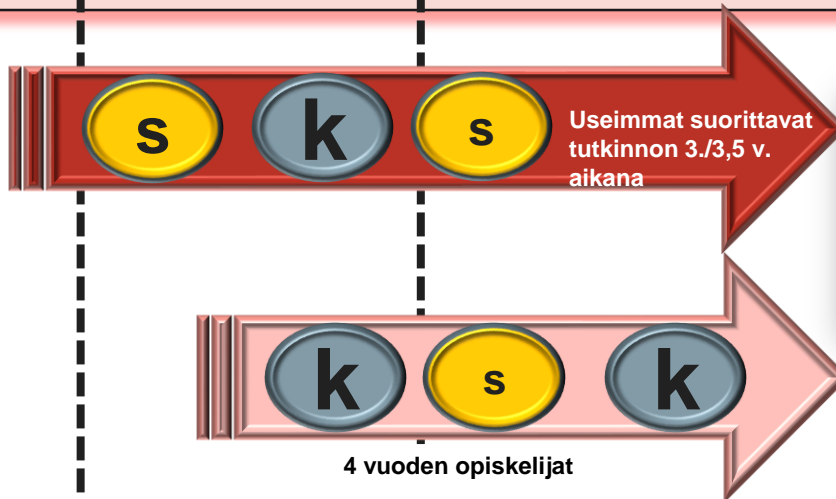 s k s
Useimmat suorittavat
tutkinnon 3./3,5 v.
aikana
k s k
4 vuoden opiskelijat